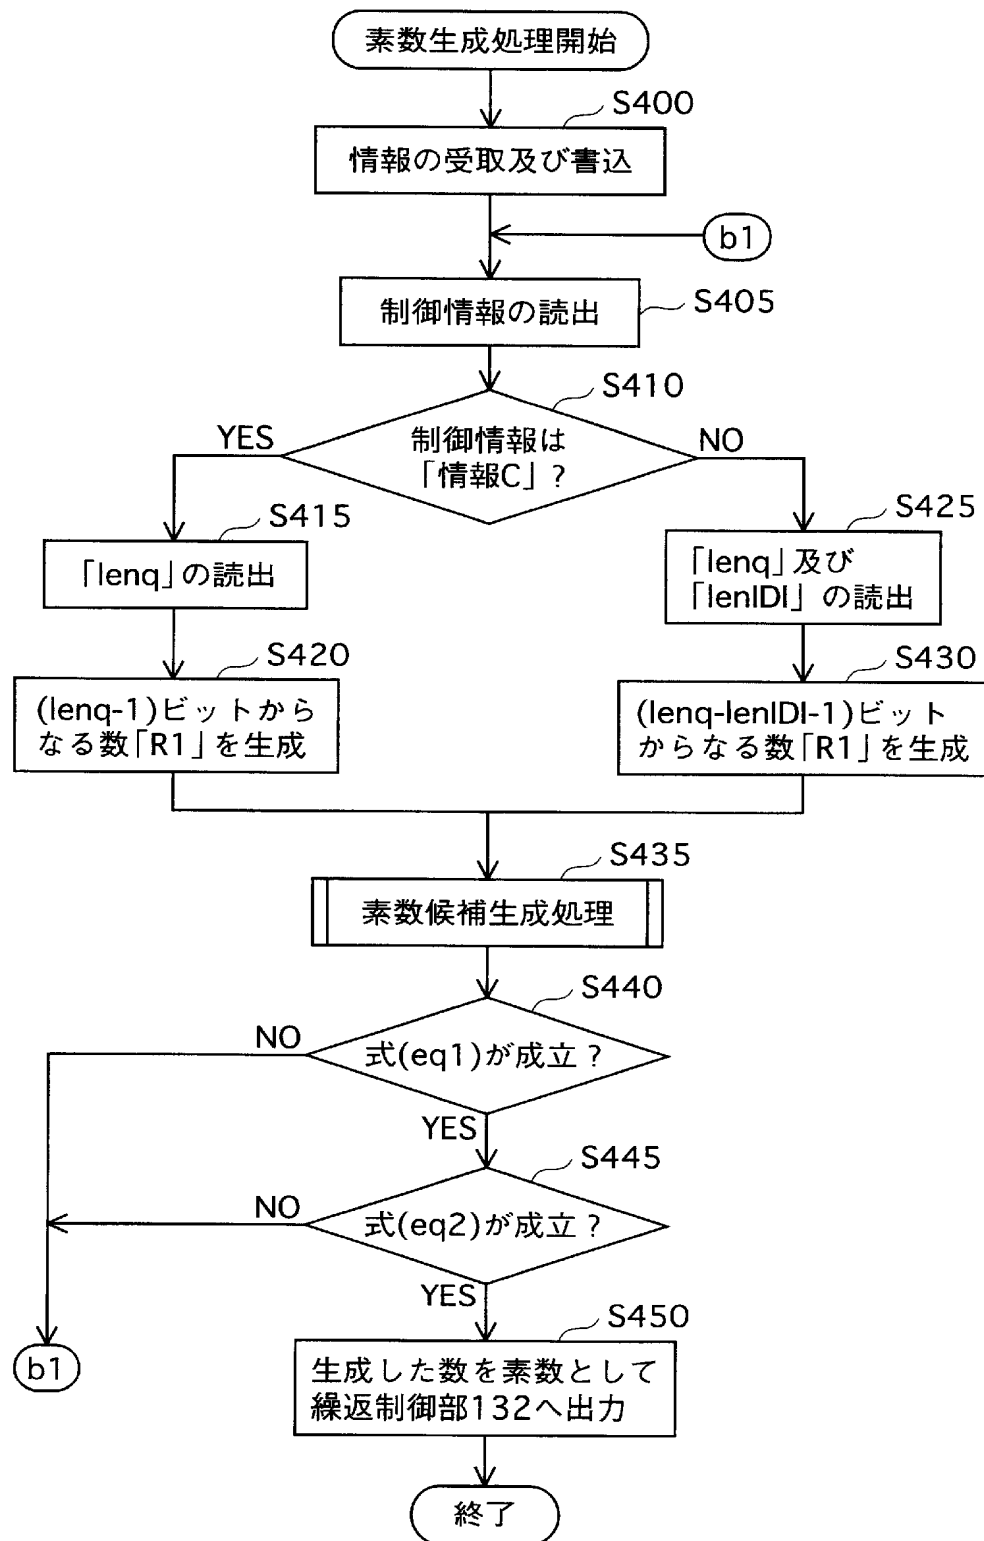 素数生成処理開始
S400
情報の受取及び書込
b1
制御情報の読出
S405
S410
制御情報は
「情報C」?
YES
NO
S415
「lenq」の読出
S425
「lenq」及び
「lenIDI」の読出
S420
(lenq-1)ビットから
なる数「R1」を生成
S430
(lenq-lenIDI-1)ビット
からなる数「R1」を生成
S435
素数候補生成処理
S440
式(eq1)が成立?
NO
YES
S445
式(eq2)が成立?
NO
YES
S450
生成した数を素数として
繰返制御部132へ出力
b1
終了